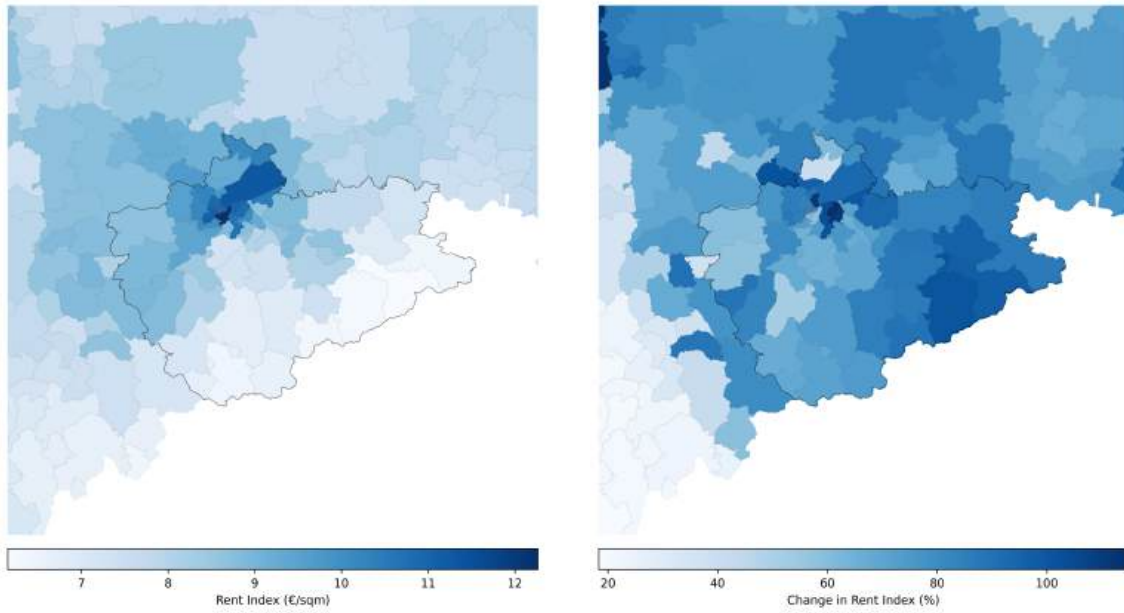 7 8 9 10 11 12
Rent Index (€/sqm)
20 40 60 80 100
Change in Rent Index (%)